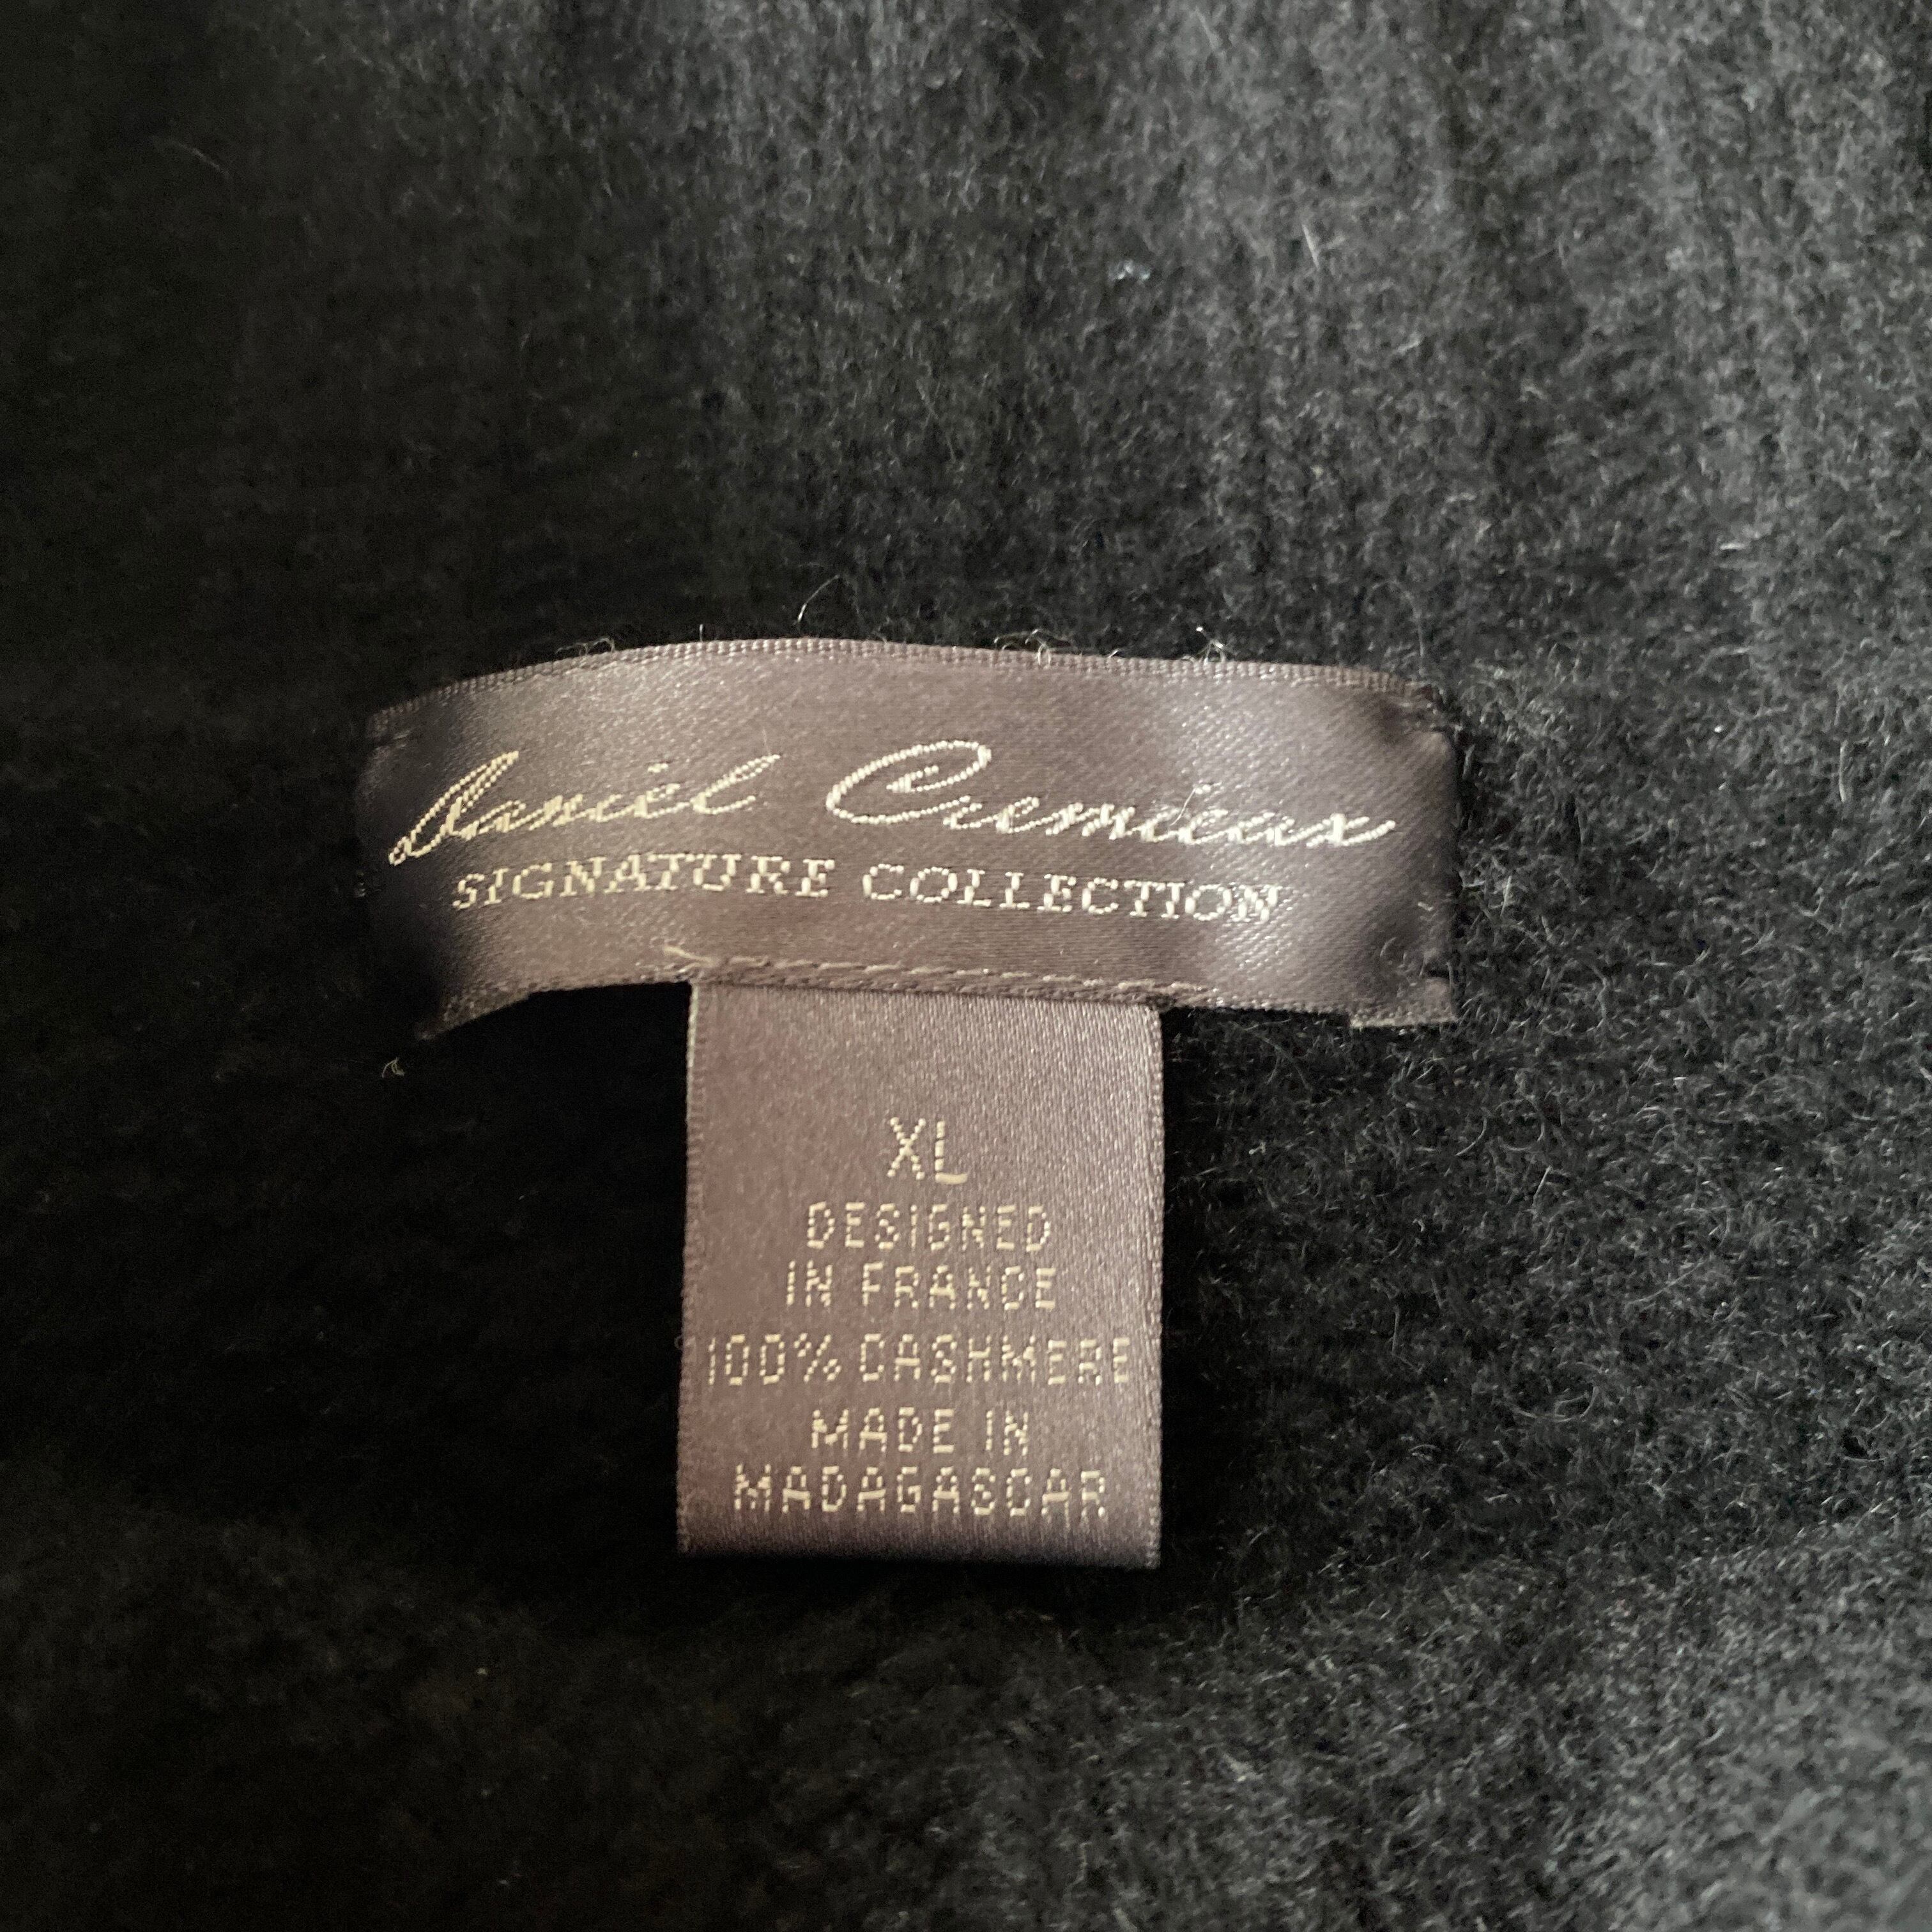 Daniel Cremieux
SIGNATURE COLLECTION
XL
DESIGNED
IN FRANCE
100% CASHMERE
MADE IN
MADAGASCAR